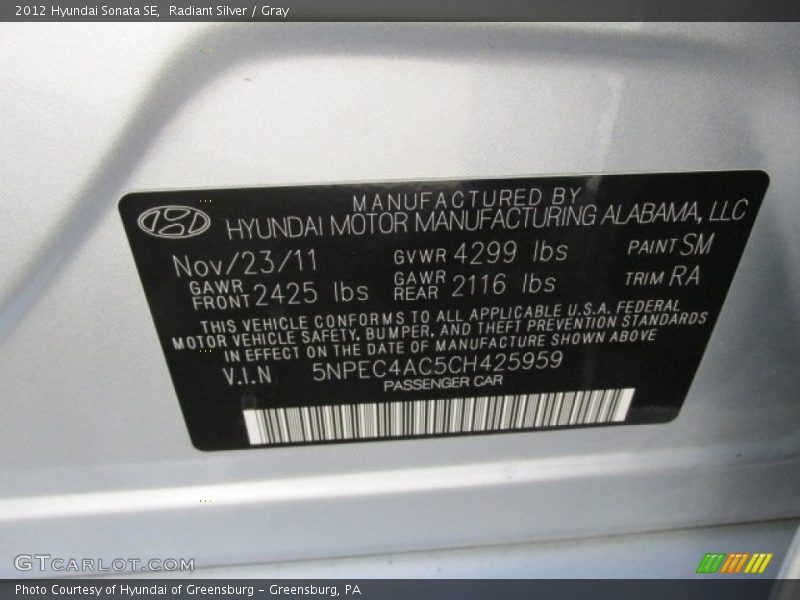 2012 Hyundai Sonata SE,  Radiant Silver / Gray
MANUFACTURED BY
HYUNDAI MOTOR MANUFACTURING ALABAMA, LLC
Nov/23/11 GVWR 4299 lbs PAINT SM
GAWR FRONT 2425 lbs GAWR REAR 2116 lbs TRIM RA
THIS VEHICLE CONFORMS TO ALL APPLICABLE U.S.A. FEDERAL
MOTOR VEHICLE SAFETY, BUMPER, AND THEFT PREVENTION STANDARDS
IN EFFECT ON THE DATE OF MANUFACTURE SHOWN ABOVE
V.I.N 5NPEC4AC5CH425959
PASSENGER CAR
GTCARLOT.COM
Photo Courtesy of Hyundai of Greensburg - Greensburg, PA